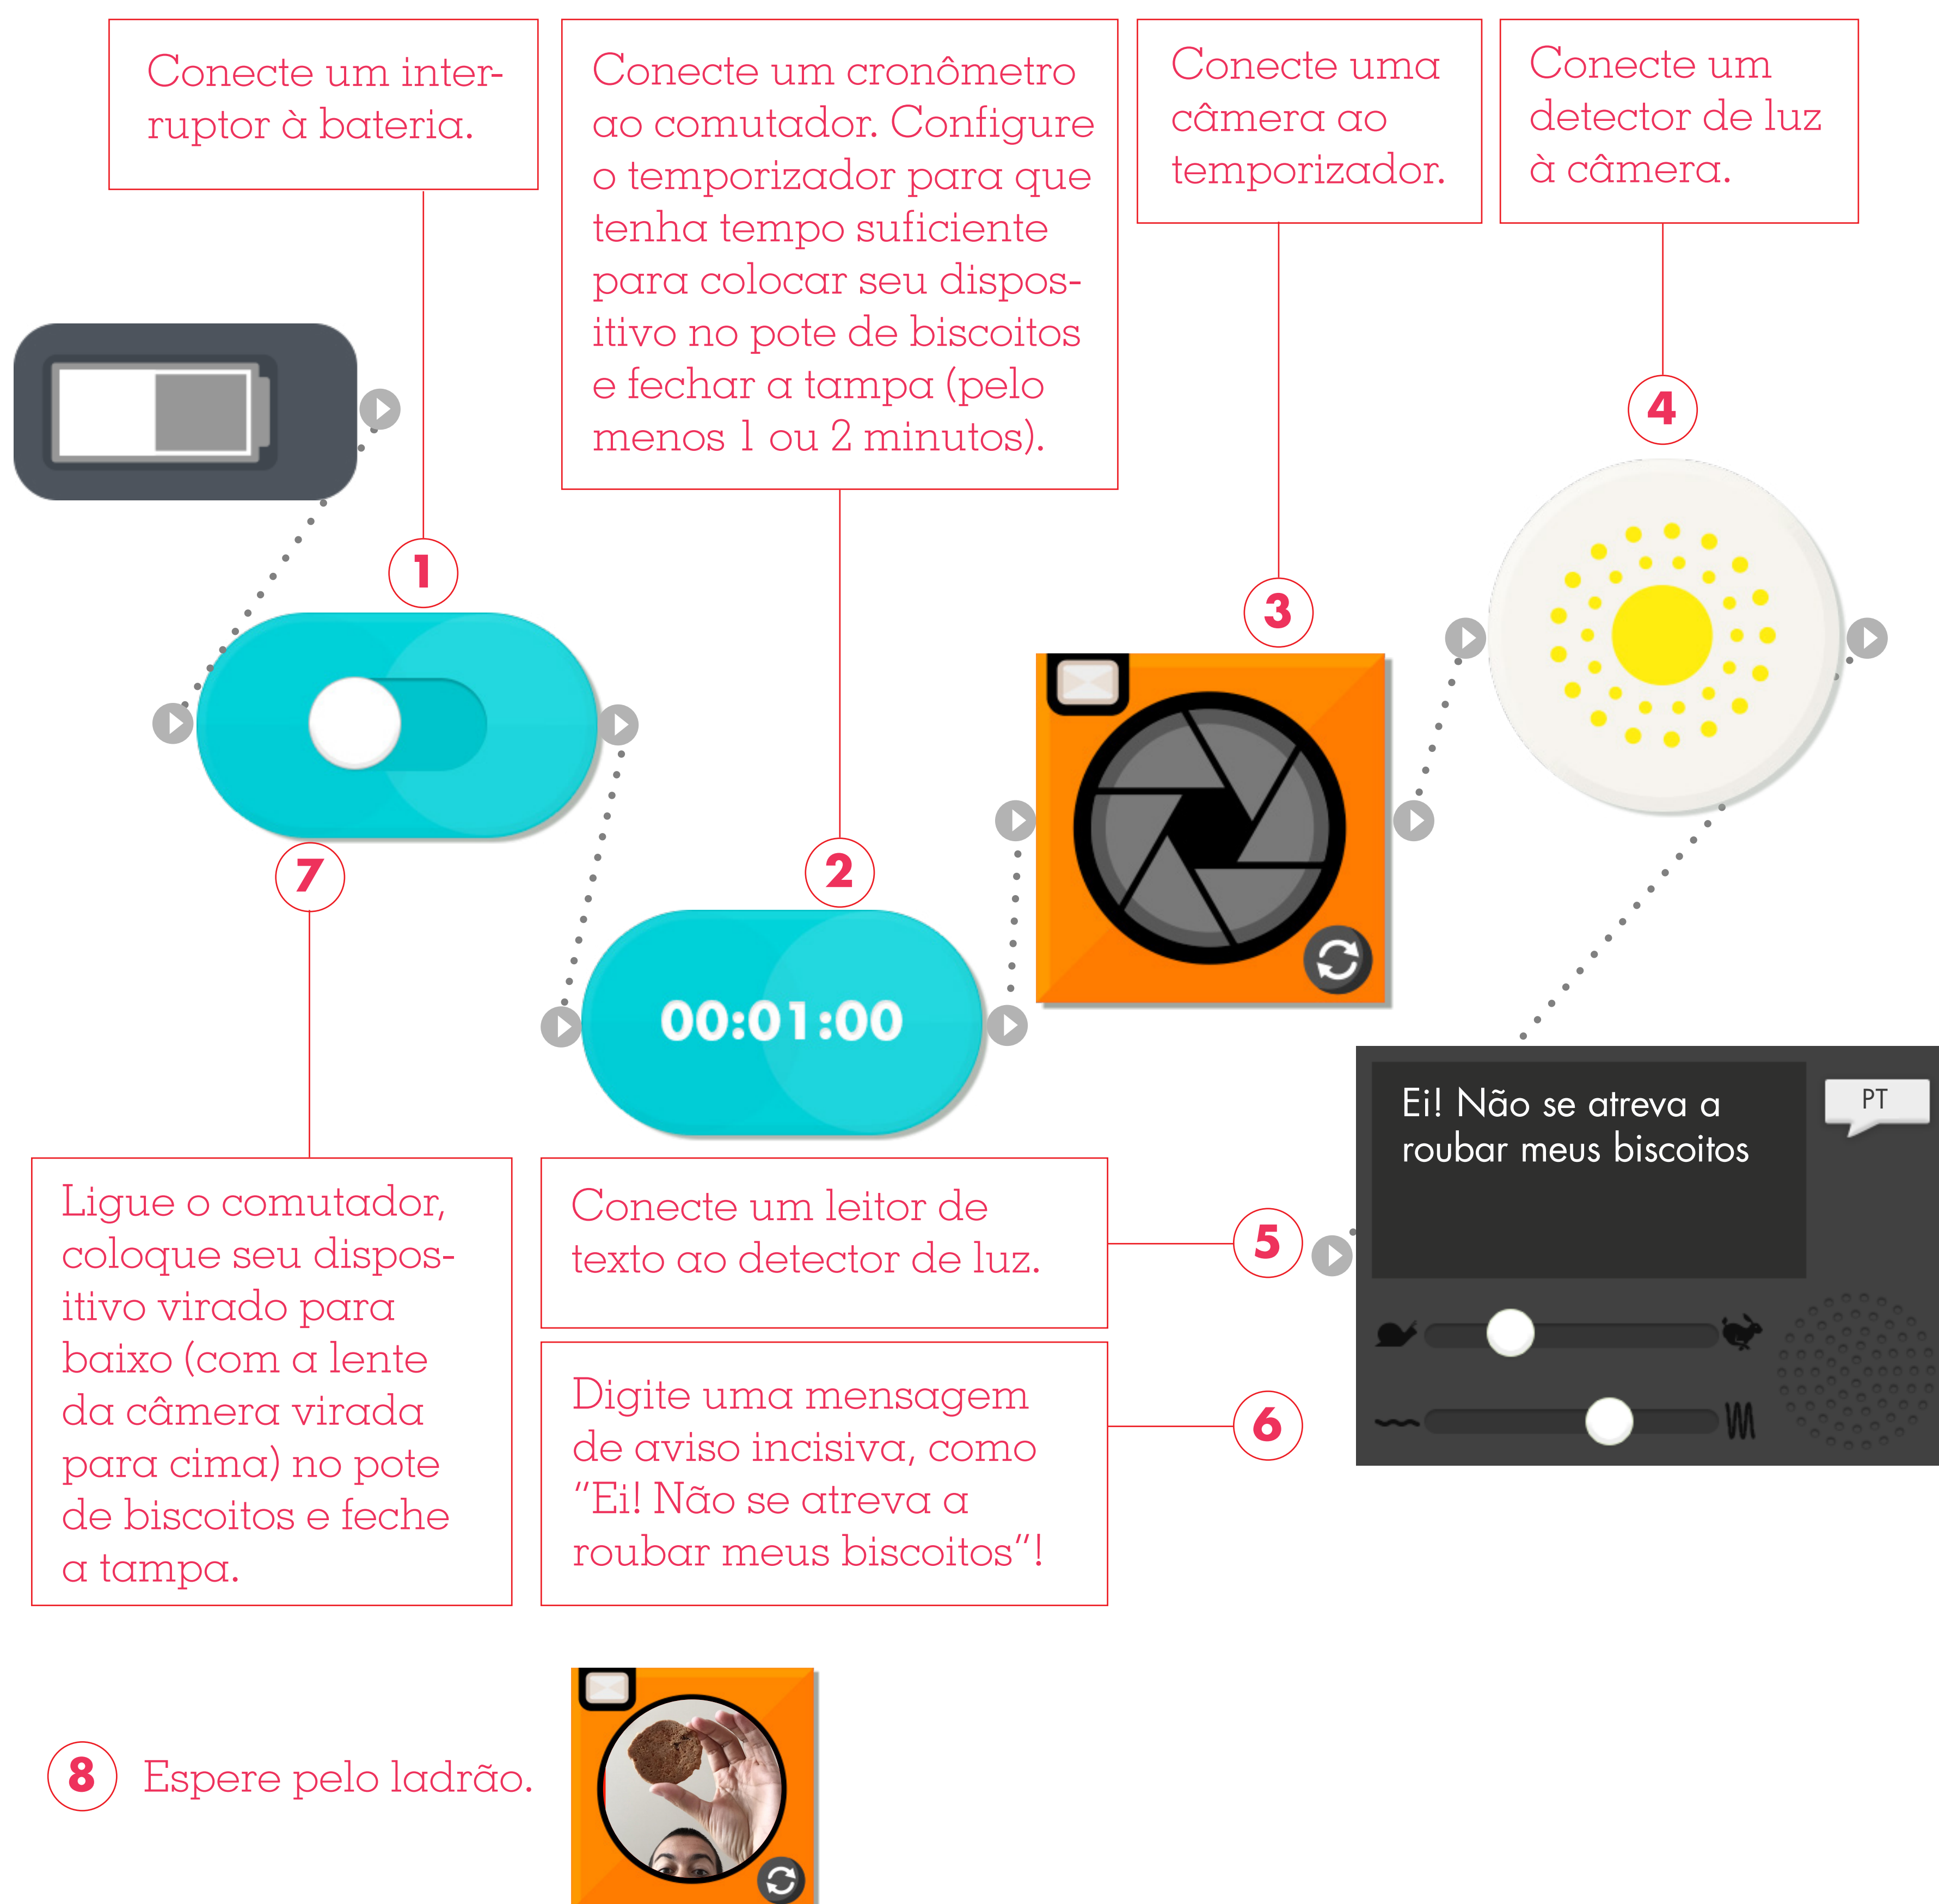 Conecte um inter-
ruptor à bateria.
Conecte um cronômetro
ao comutador. Configure
o temporizador para que
tenha tempo suficiente
para colocar seu dispos-
itivo no pote de biscoitos
e fechar a tampa (pelo
menos 1 ou 2 minutos).
Conecte uma
câmera ao
temporizador.
Conecte um
detector de luz
à câmera.
4
1
3
7
2
00:01:00
Ei! Não se atreva a
roubar meus biscoitos
PT
Ligue o comutador,
coloque seu dispos-
itivo virado para
baixo (com a lente
da câmera virada
para cima) no pote
de biscoitos e feche
a tampa.
Conecte um leitor de
texto ao detector de luz.
5
Digite uma mensagem
de aviso incisiva, como
"Ei! Não se atreva a
roubar meus biscoitos"!
6
8 Espere pelo ladrão.